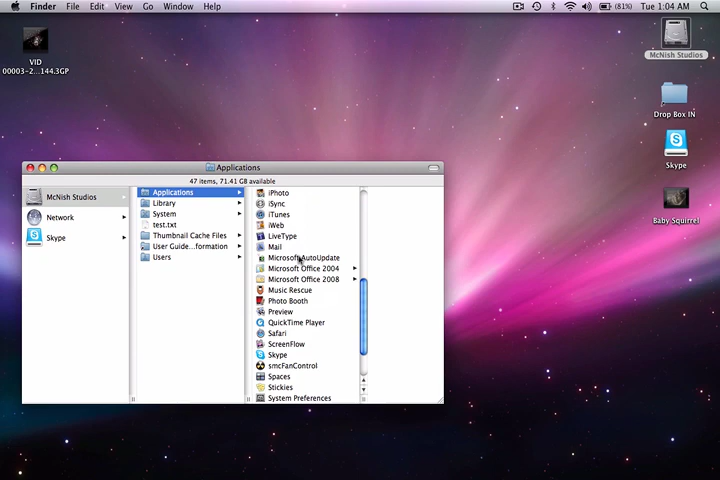 Finder File Edit View Go Window Help (81%) Tue 1:04 AM
VID
00003-2...144.3GP
McNish Studios
Drop Box IN
Skype
Baby Squirrel
Applications
47 items, 71.41 GB available
McNish Studios
Network
Skype
Applications
Library
System
test.txt
Thumbnail Cache Files
User Guide...formation
Users
iPhoto
iSync
iTunes
iWeb
LiveType
Mail
Microsoft AutoUpdate
Microsoft Office 2004
Microsoft Office 2008
Music Rescue
Photo Booth
Preview
QuickTime Player
Safari
ScreenFlow
Skype
smcFanControl
Spaces
Stickies
System Preferences